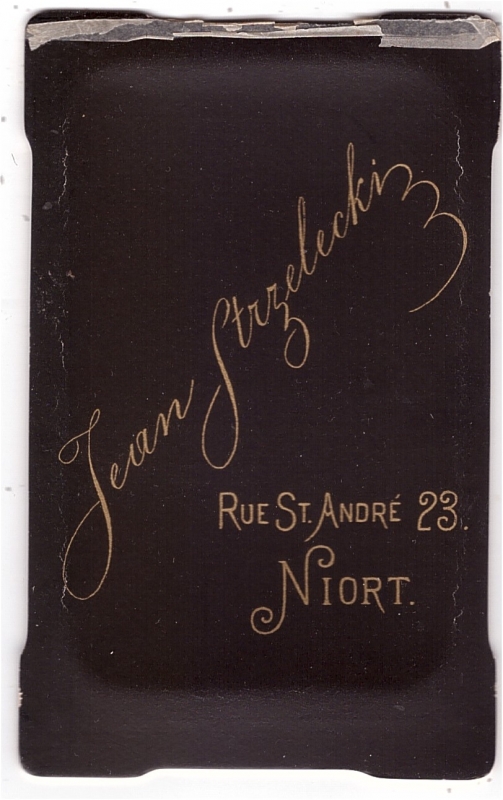 Jean Strzelecki
RUE ST. ANDRÉ 23.
NIORT.